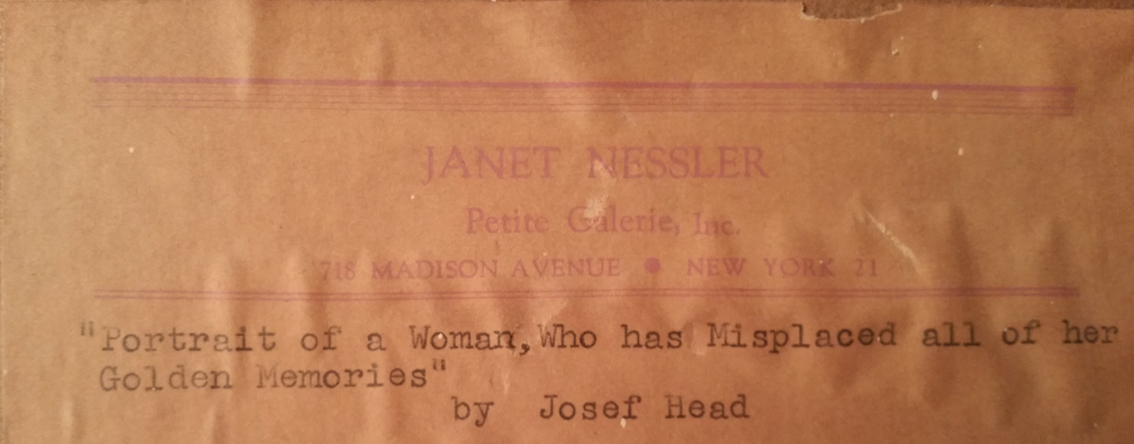 JANET NESSLER
Petite Galerie, Inc.
718 MADISON AVENUE ● NEW YORK 21
"Portrait of a Woman, Who has Misplaced all of her
Golden Memories"
by Josef Head